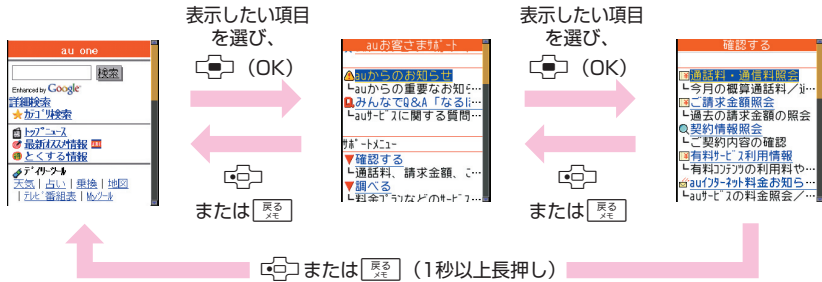 表示したい項目
を選び、
(OK)
表示したい項目
を選び、
(OK)
au one
検索
Enhanced by Google
詳細検索
★カテゴリ検索
トップニュース
最新オススメ情報
とくする情報
デイリーツール
天気|占い|乗換|地図
|テレビ番組表|Myツール
auお客さまサポート
auからのお知らせ
└auからの重要なお知…
みんなでQ&A「なるほ…
└auサービスに関する質問…
サポートメニュー
▼確認する
└通話料、請求金額、ご…
▼調べる
└料金プランなどのサービス…
確認する
通話料・通信料照会
└今月の概算通話料/通…
ご請求金額照会
└過去の請求金額の照会
契約情報照会
└ご契約内容の確認
有料サービス利用情報
└有料コンテンツの利用料や…
auインターネット料金お知ら…
└auサービスの料金照会/…
または 戻る メモ
または 戻る メモ
または 戻る メモ (1秒以上長押し)